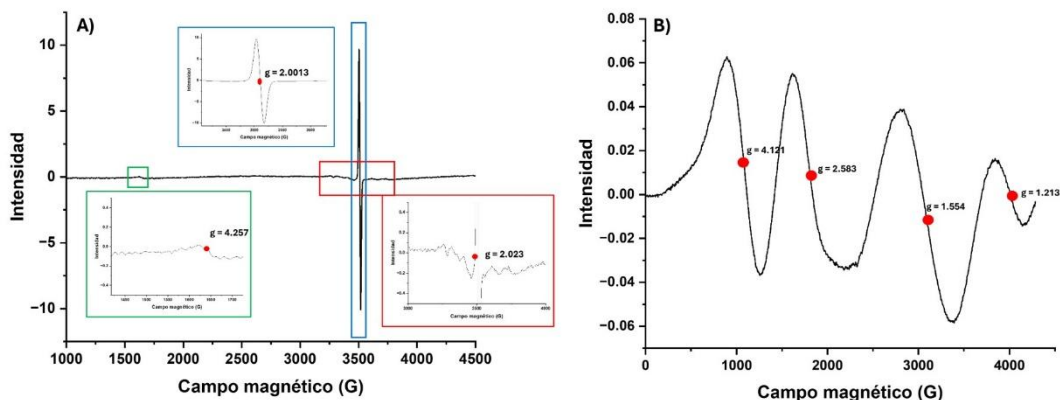 A)
Intensidad
10
5
0
−5
−10
1000
1500
2000
2500
3000
3500
4000
4500
Campo magnético (G)
g = 2.0013
Intensidad
Campo magnético (G)
g = 4.257
Intensidad
Campo magnético (G)
g = 2.023
Intensidad
Campo magnético (G)
B)
Intensidad
0.08
0.06
0.04
0.02
0.00
−0.02
−0.04
−0.06
0
1000
2000
3000
4000
Campo magnético (G)
g = 4.121
g = 2.583
g = 1.554
g = 1.213